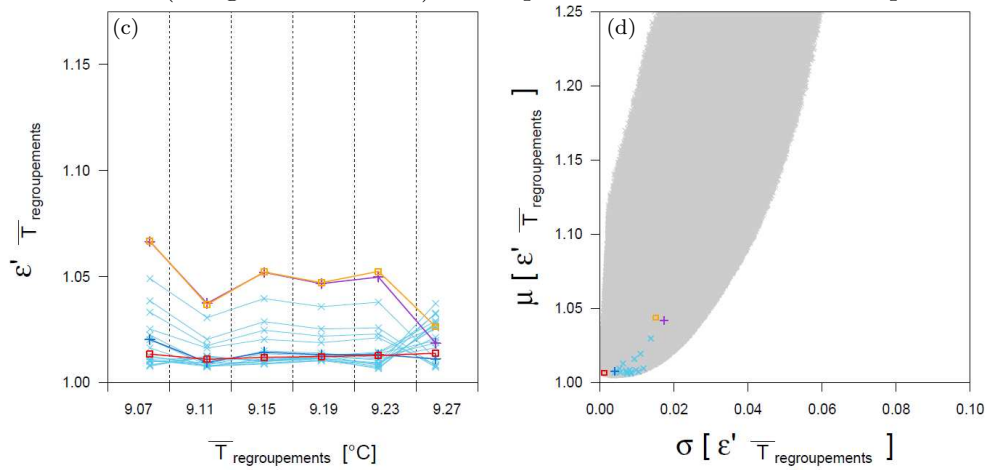 (c)
(d)
1.15
1.10
1.05
1.00
ε' T̅ regroupements
9.07 9.11 9.15 9.19 9.23 9.27
T̅ regroupements [°C]
1.25
1.20
1.15
1.10
1.05
1.00
μ [ ε' T̅ regroupements ]
0.00 0.02 0.04 0.06 0.08 0.10
σ [ ε' T̅ regroupements ]